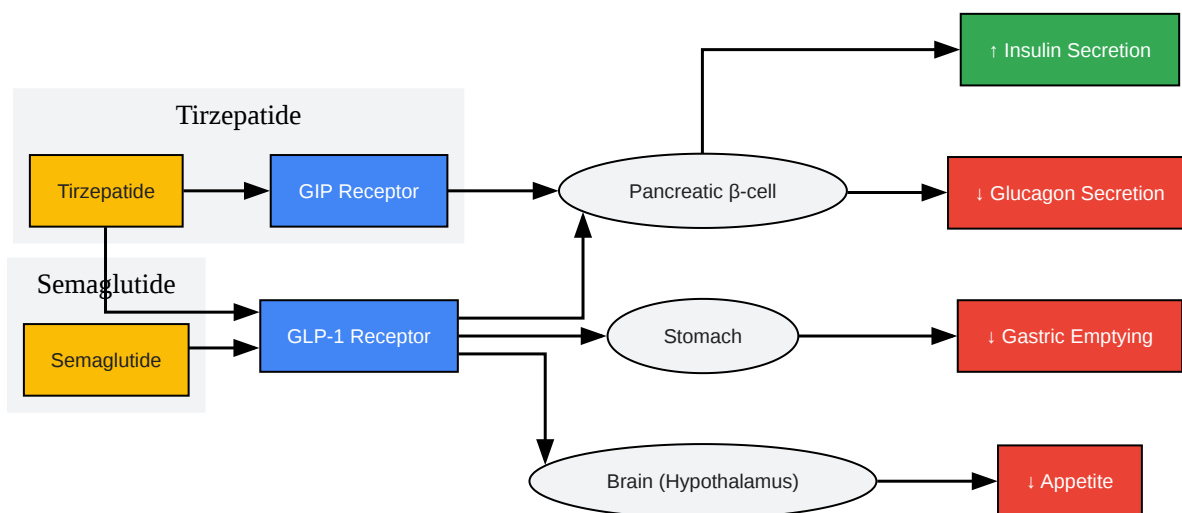 ↑ Insulin Secretion
Tirzepatide
Tirzepatide
GIP Receptor
Pancreatic β-cell
↓ Glucagon Secretion
Semaglutide
Semaglutide
GLP-1 Receptor
Stomach
↓ Gastric Emptying
Brain (Hypothalamus)
↓ Appetite